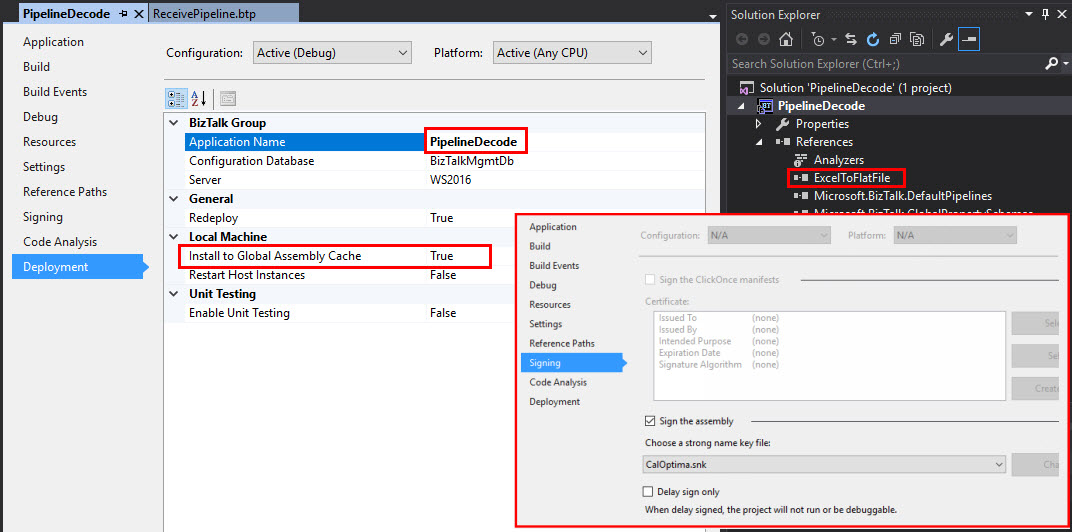 PipelineDecode
ReceivePipeline.btp
Application
Build
Build Events
Debug
Resources
Settings
Reference Paths
Signing
Code Analysis
Deployment
Configuration: Active (Debug) Platform: Active (Any CPU)
BizTalk Group
Application Name PipelineDecode
Configuration Database BizTalkMgmtDb
Server WS2016
General
Redeploy True
Local Machine
Install to Global Assembly Cache True
Restart Host Instances False
Unit Testing
Enable Unit Testing False
Solution Explorer
Search Solution Explorer (Ctrl+;)
Solution 'PipelineDecode' (1 project)
PipelineDecode
Properties
References
Analyzers
ExcelToFlatFile
Microsoft.BizTalk.DefaultPipelines
Microsoft.BizTalk.GlobalPropertySchemas
Application
Build
Build Events
Debug
Resources
Settings
Reference Paths
Signing
Code Analysis
Deployment
Configuration: N/A Platform: N/A
Sign the ClickOnce manifests
Certificate:
Issued To (none)
Issued By (none)
Intended Purpose (none)
Expiration Date (none)
Signature Algorithm (none)
Sele
Sel
Create
Sign the assembly
Choose a strong name key file:
CalOptima.snk
Cha
Delay sign only
When delay signed, the project will not run or be debuggable.